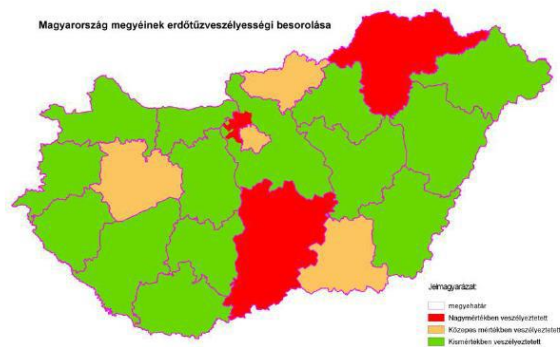 Magyarország megyéinek erdőtűzveszélyességi besorolása
Jelmagyarázat
megyehatár
Nagymértékben veszélyeztetett
Közepes mértékben veszélyeztetett
Kismértékben veszélyeztetett